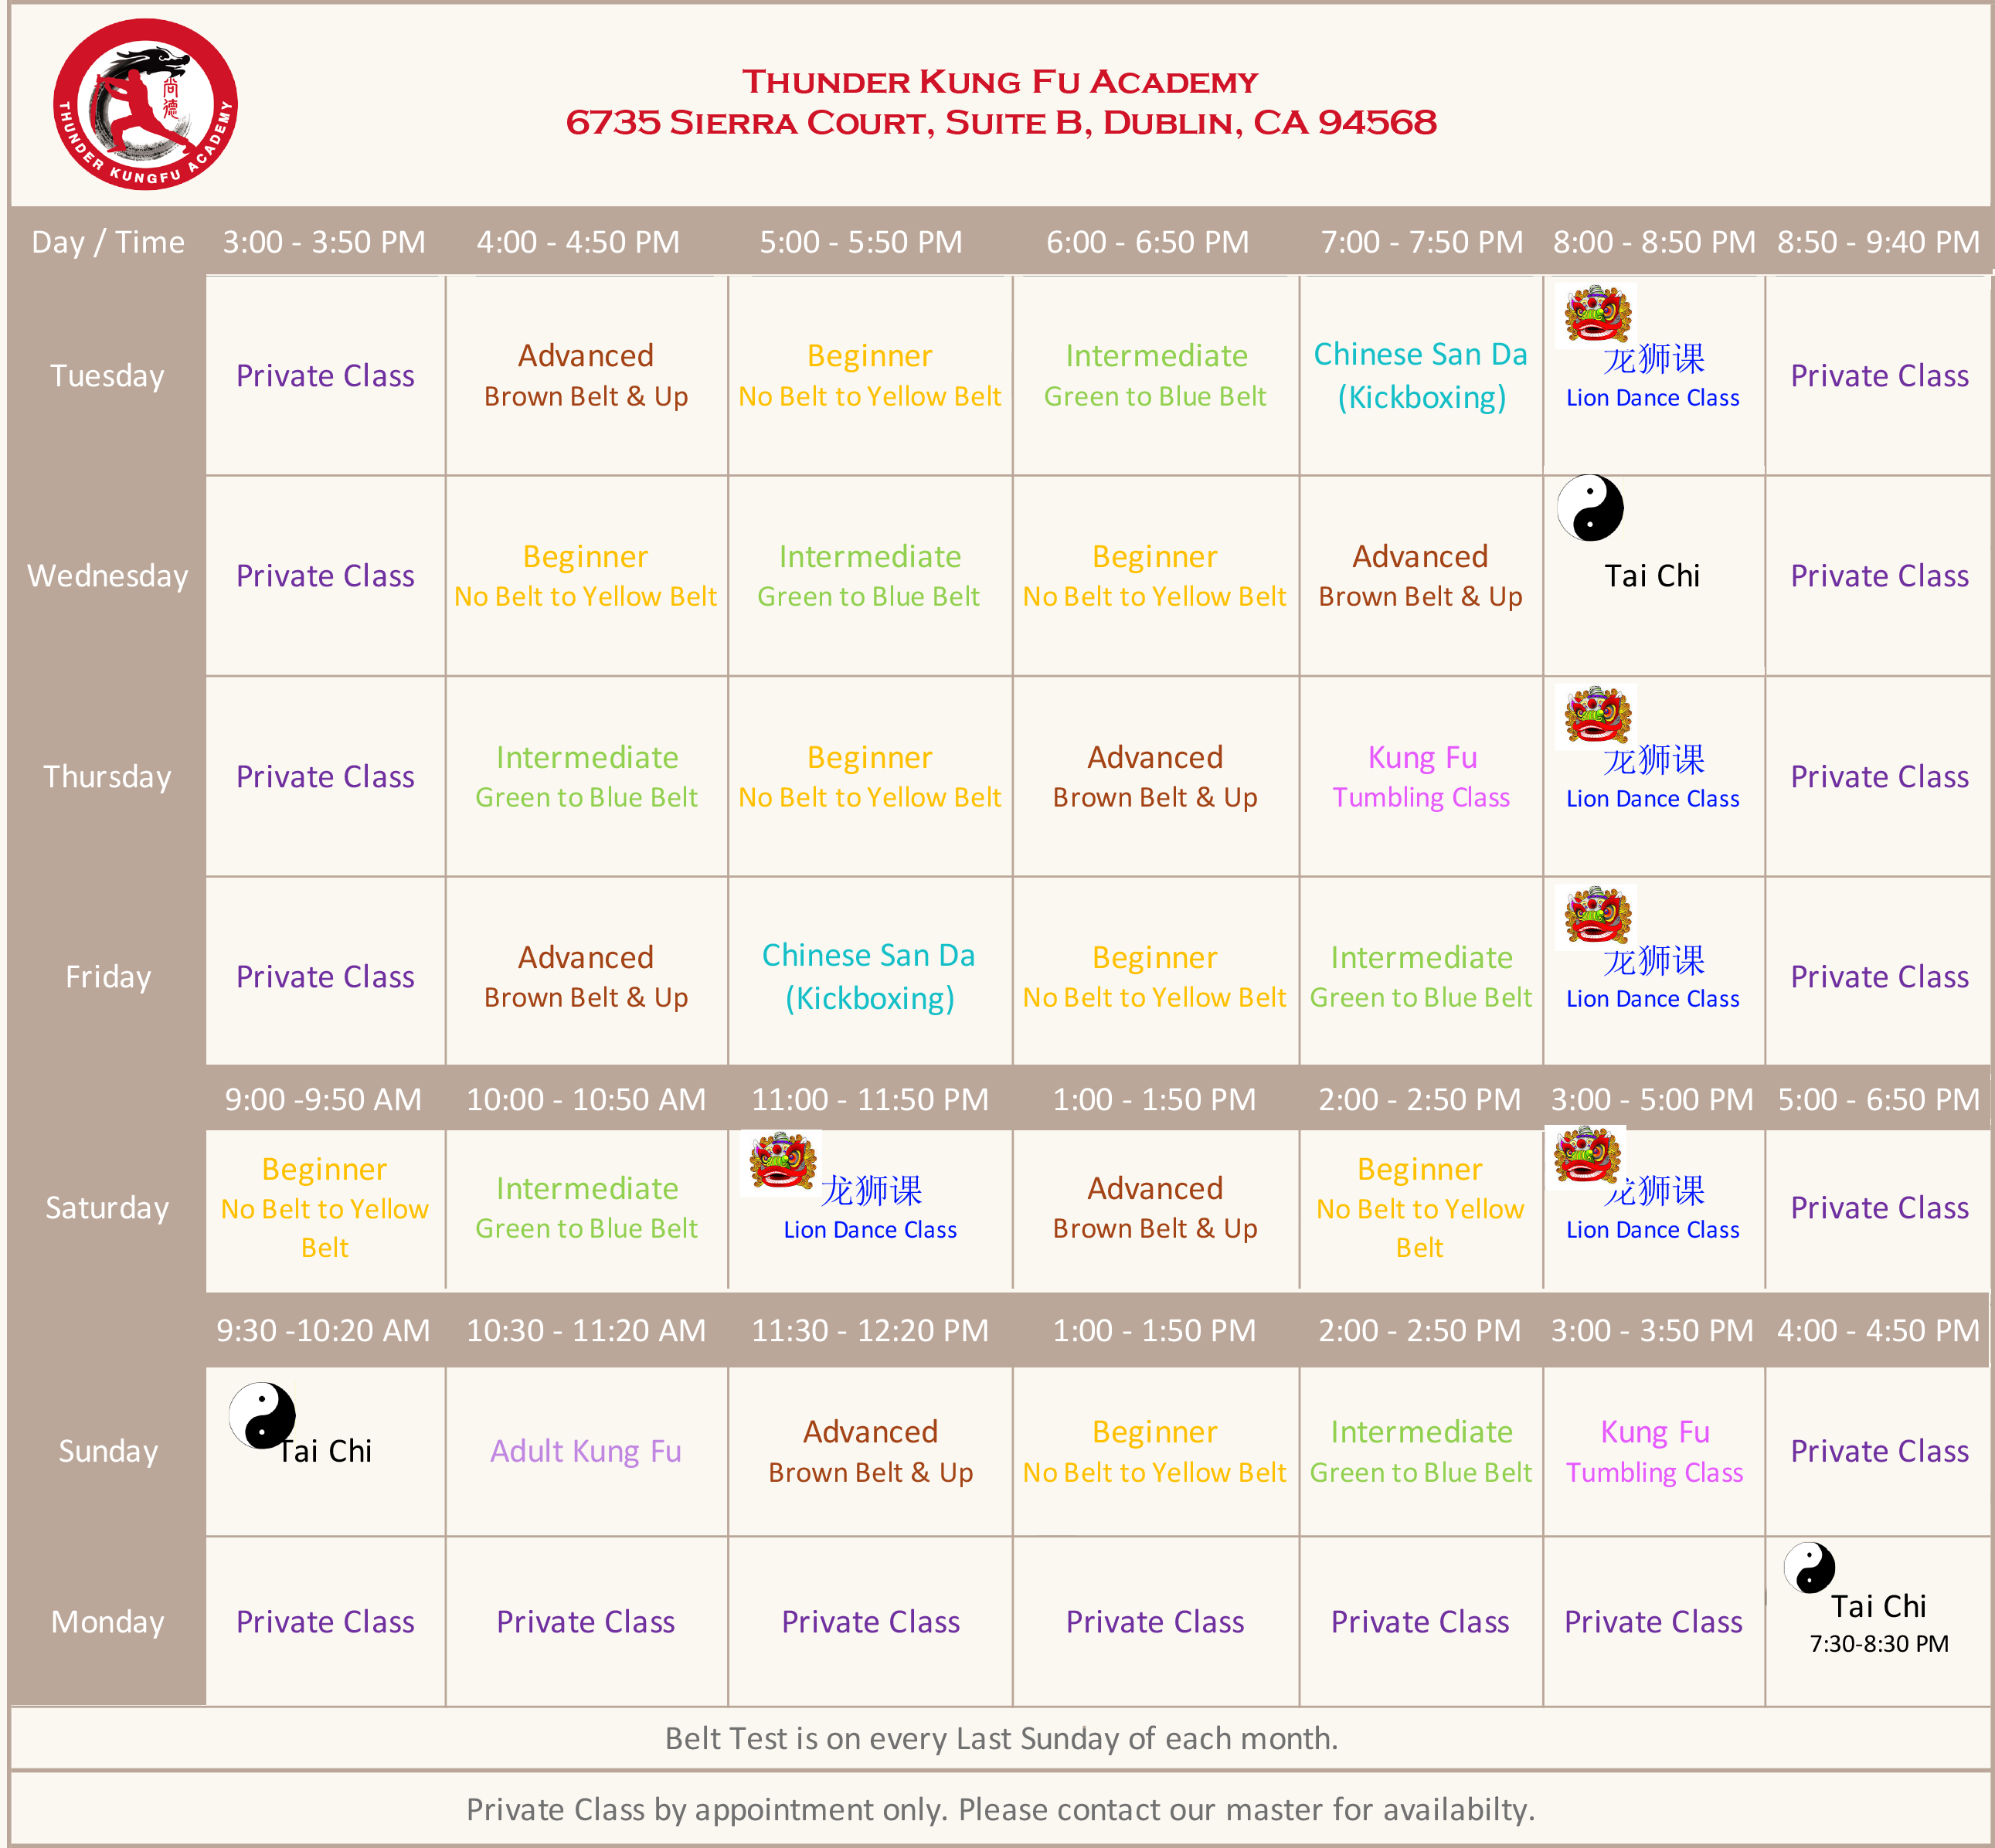 THUNDER KUNGFU ACADEMY
尚德
THUNDER KUNG FU ACADEMY
6735 SIERRA COURT, SUITE B, DUBLIN, CA 94568
Day / Time 3:00 - 3:50 PM 4:00 - 4:50 PM 5:00 - 5:50 PM 6:00 - 6:50 PM 7:00 - 7:50 PM 8:00 - 8:50 PM 8:50 - 9:40 PM
Tuesday
Private Class
Advanced
Brown Belt & Up
Beginner
No Belt to Yellow Belt
Intermediate
Green to Blue Belt
Chinese San Da
(Kickboxing)
龙狮课
Lion Dance Class
Private Class
Wednesday
Private Class
Beginner
No Belt to Yellow Belt
Intermediate
Green to Blue Belt
Beginner
No Belt to Yellow Belt
Advanced
Brown Belt & Up
Tai Chi
Private Class
Thursday
Private Class
Intermediate
Green to Blue Belt
Beginner
No Belt to Yellow Belt
Advanced
Brown Belt & Up
Kung Fu
Tumbling Class
龙狮课
Lion Dance Class
Private Class
Friday
Private Class
Advanced
Brown Belt & Up
Chinese San Da
(Kickboxing)
Beginner
No Belt to Yellow Belt
Intermediate
Green to Blue Belt
龙狮课
Lion Dance Class
Private Class
9:00 -9:50 AM 10:00 - 10:50 AM 11:00 - 11:50 PM 1:00 - 1:50 PM 2:00 - 2:50 PM 3:00 - 5:00 PM 5:00 - 6:50 PM
Saturday
Beginner
No Belt to Yellow
Belt
Intermediate
Green to Blue Belt
龙狮课
Lion Dance Class
Advanced
Brown Belt & Up
Beginner
No Belt to Yellow
Belt
龙狮课
Lion Dance Class
Private Class
9:30 -10:20 AM 10:30 - 11:20 AM 11:30 - 12:20 PM 1:00 - 1:50 PM 2:00 - 2:50 PM 3:00 - 3:50 PM 4:00 - 4:50 PM
Sunday
Tai Chi
Adult Kung Fu
Advanced
Brown Belt & Up
Beginner
No Belt to Yellow Belt
Intermediate
Green to Blue Belt
Kung Fu
Tumbling Class
Private Class
Monday
Private Class
Private Class
Private Class
Private Class
Private Class
Private Class
Tai Chi
7:30-8:30 PM
Belt Test is on every Last Sunday of each month.
Private Class by appointment only. Please contact our master for availabilty.